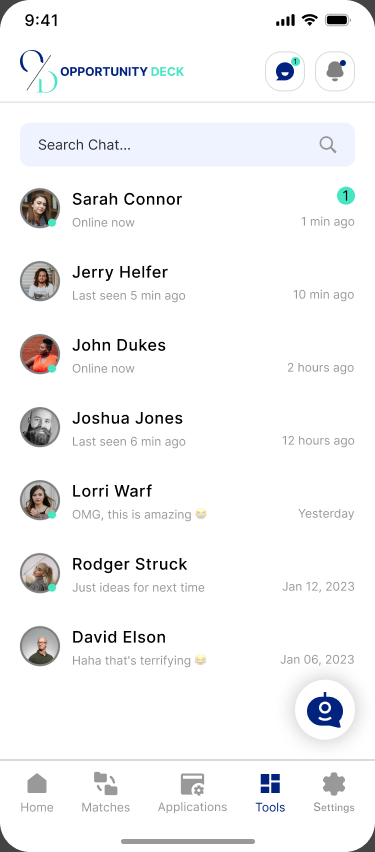 9:41
OD OPPORTUNITY DECK
1
Search Chat...
Sarah Connor
1
Online now
1 min ago
Jerry Helfer
Last seen 5 min ago
10 min ago
John Dukes
Online now
2 hours ago
Joshua Jones
Last seen 6 min ago
12 hours ago
Lorri Warf
OMG, this is amazing 😂
Yesterday
Rodger Struck
Just ideas for next time
Jan 12, 2023
David Elson
Haha that's terrifying 😂
Jan 06, 2023
Home
Matches
Applications
Tools
Settings